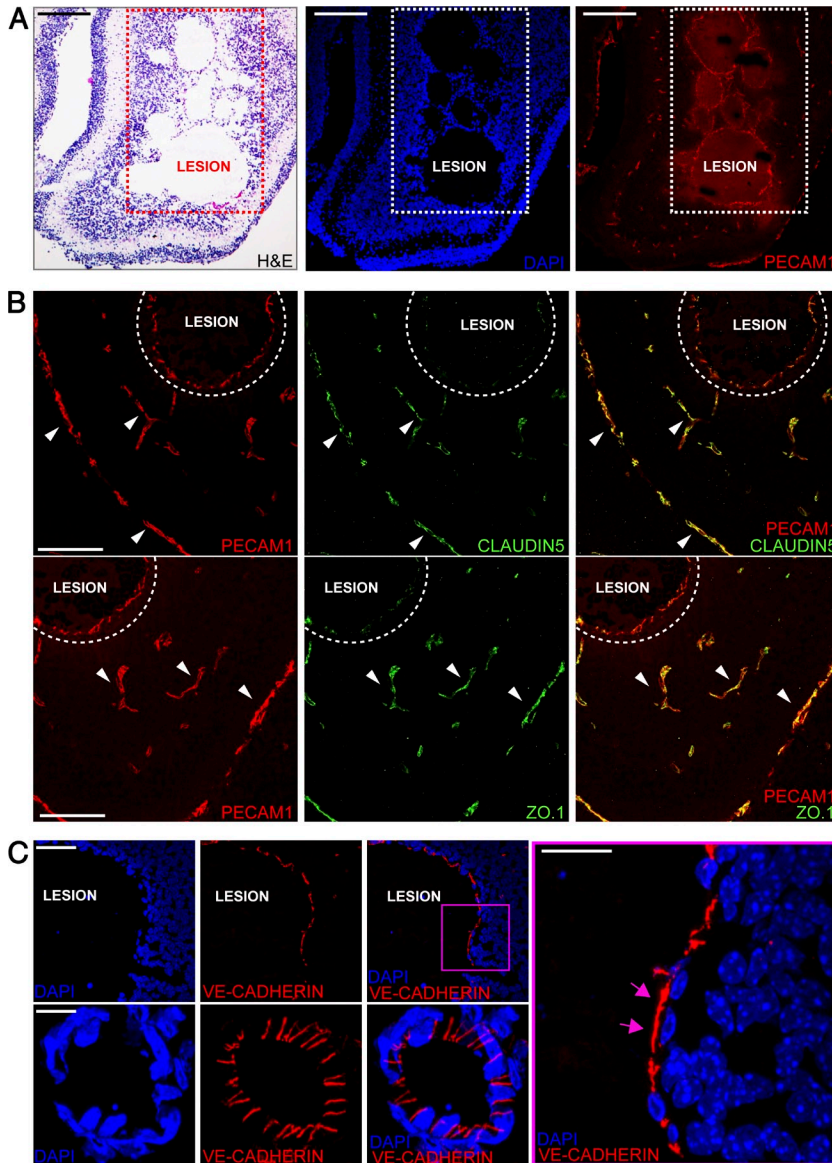 A
LESION
H&E
LESION
DAPI
LESION
PECAM1
B
LESION
PECAM1
LESION
CLAUDIN5
LESION
PECAM1
CLAUDIN5
LESION
PECAM1
LESION
ZO.1
LESION
PECAM1
ZO.1
C
LESION
DAPI
LESION
VE-CADHERIN
LESION
DAPI
VE-CADHERIN
DAPI
VE-CADHERIN
DAPI
VE-CADHERIN
DAPI
VE-CADHERIN